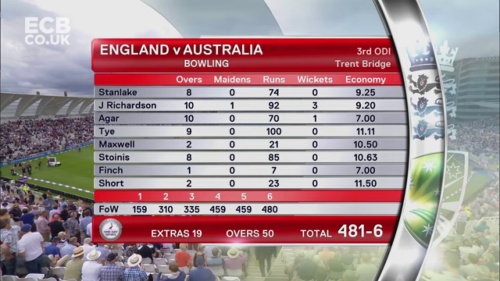 ECB
CO.UK
ENGLAND v AUSTRALIA 3rd ODI
BOWLING Trent Bridge
Overs Maidens Runs Wickets Economy
Stanlake 8 0 74 0 9.25
J Richardson 10 1 92 3 9.20
Agar 10 0 70 1 7.00
Tye 9 0 100 0 11.11
Maxwell 2 0 21 0 10.50
Stoinis 8 0 85 0 10.63
Finch 1 0 7 0 7.00
Short 2 0 23 0 11.50
1 2 3 4 5 6
FoW 159 310 335 459 459 480
EXTRAS 19 OVERS 50 TOTAL 481-6